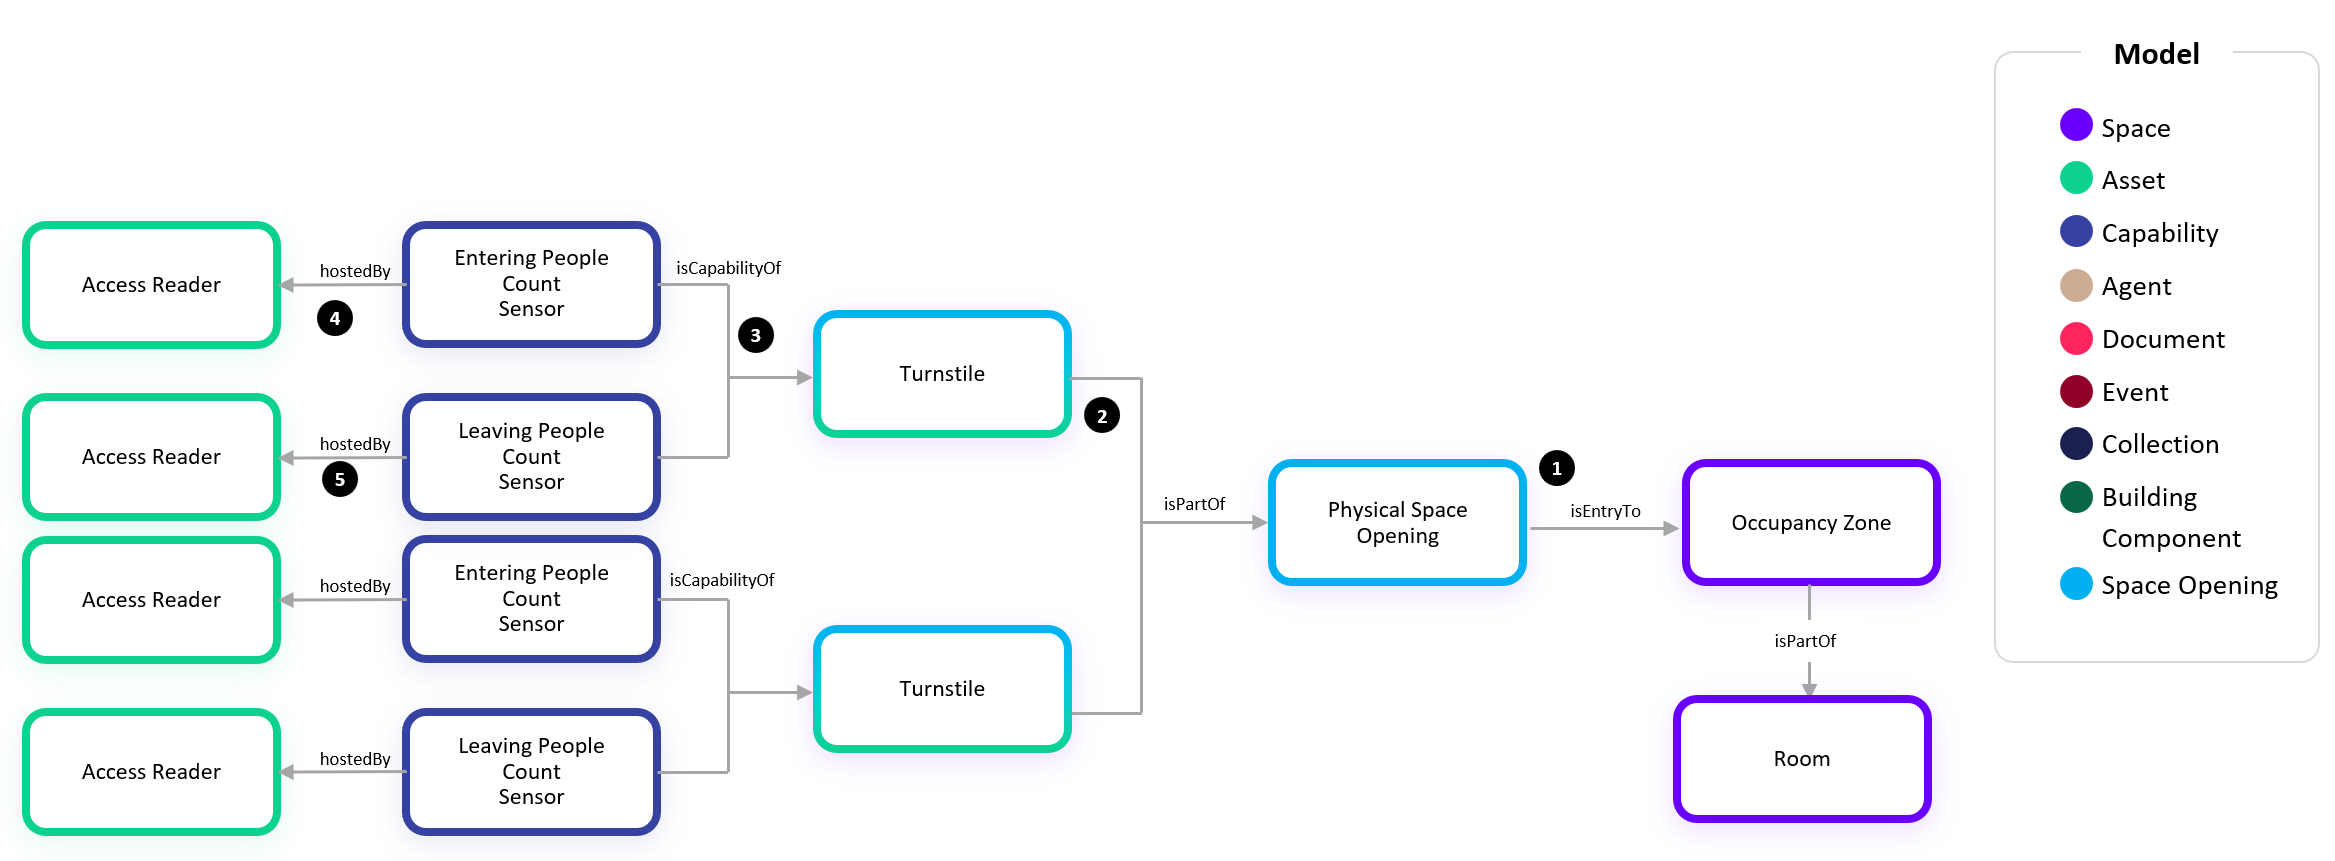 Model
Space
Asset
Capability
Agent
Document
Event
Collection
Building
Component
Space Opening
Access Reader
hostedBy
4
Entering People
Count
Sensor
isCapabilityOf
3
Access Reader
hostedBy
5
Leaving People
Count
Sensor
Turnstile
2
Access Reader
hostedBy
Entering People
Count
Sensor
isCapabilityOf
Access Reader
hostedBy
Leaving People
Count
Sensor
Turnstile
isPartOf
Physical Space
Opening
1
isEntryTo
Occupancy Zone
isPartOf
Room